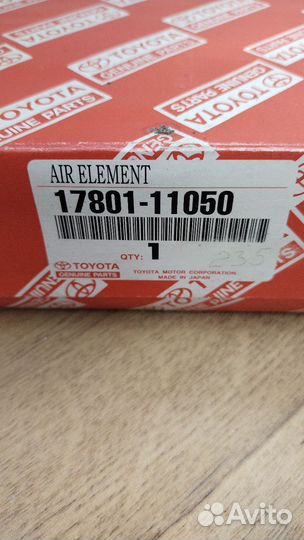 TOYOTA
GENUINE PARTS
AIR ELEMENT
17801-11050
QTY: 1
235
TOYOTA
GENUINE PARTS
TOYOTA MOTOR CORPORATION
MADE IN JAPAN
Avito